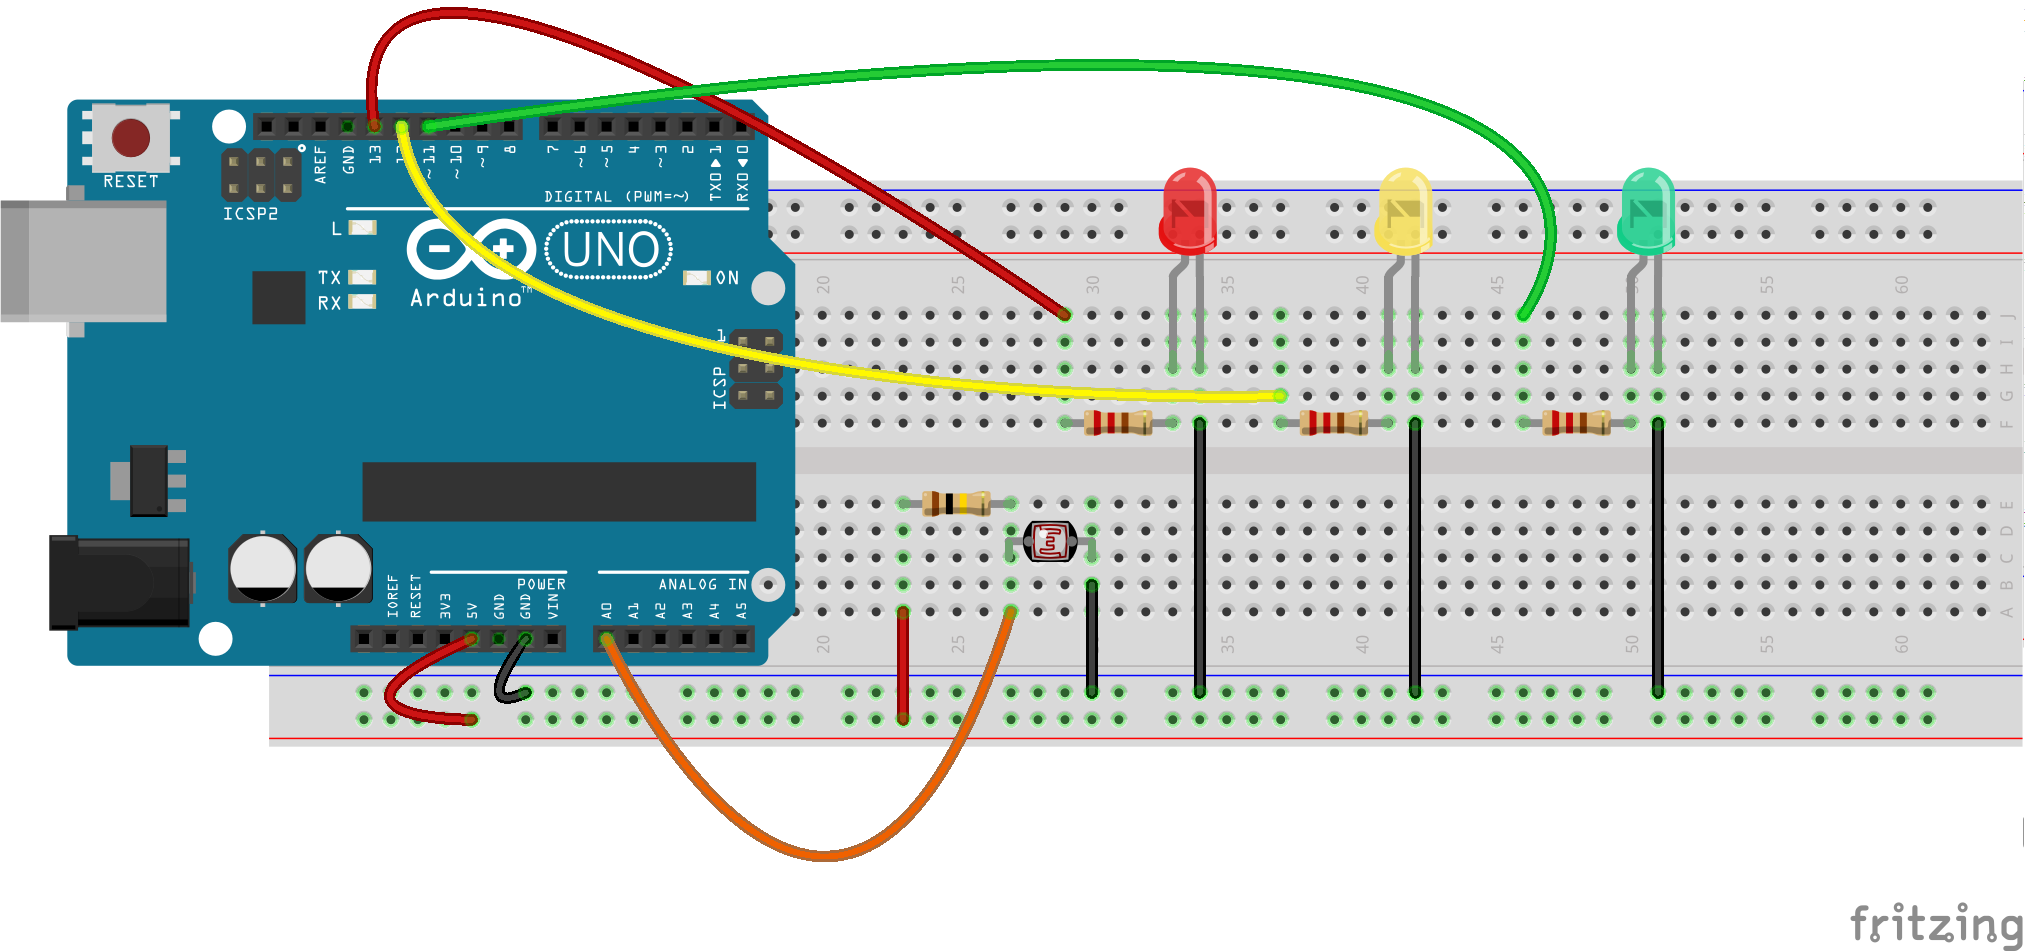 RESET
ICSP2
AREF
GND
13
12
~11
~10
~9
8
7
~6
~5
4
~3
2
TX0▶1
RX0◀0
DIGITAL (PWM=~)
L
TX
RX
UNO
ON
Arduino™
ICSP
1
IOREF
RESET
3V3
5V
GND
GND
VIN
POWER
A0
A1
A2
A3
A4
A5
ANALOG IN
20
25
30
35
40
45
50
55
60
J
I
H
G
F
E
D
C
B
A
20
25
35
40
45
50
55
60
fritzing